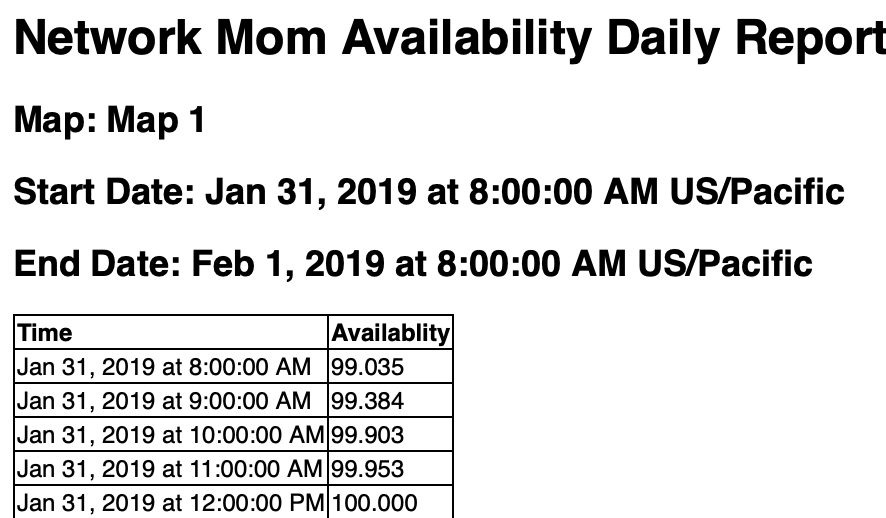 Network Mom Availability Daily Report
Map: Map 1
Start Date: Jan 31, 2019 at 8:00:00 AM US/Pacific
End Date: Feb 1, 2019 at 8:00:00 AM US/Pacific
Time Availablity
Jan 31, 2019 at 8:00:00 AM 99.035
Jan 31, 2019 at 9:00:00 AM 99.384
Jan 31, 2019 at 10:00:00 AM 99.903
Jan 31, 2019 at 11:00:00 AM 99.953
Jan 31, 2019 at 12:00:00 PM 100.000